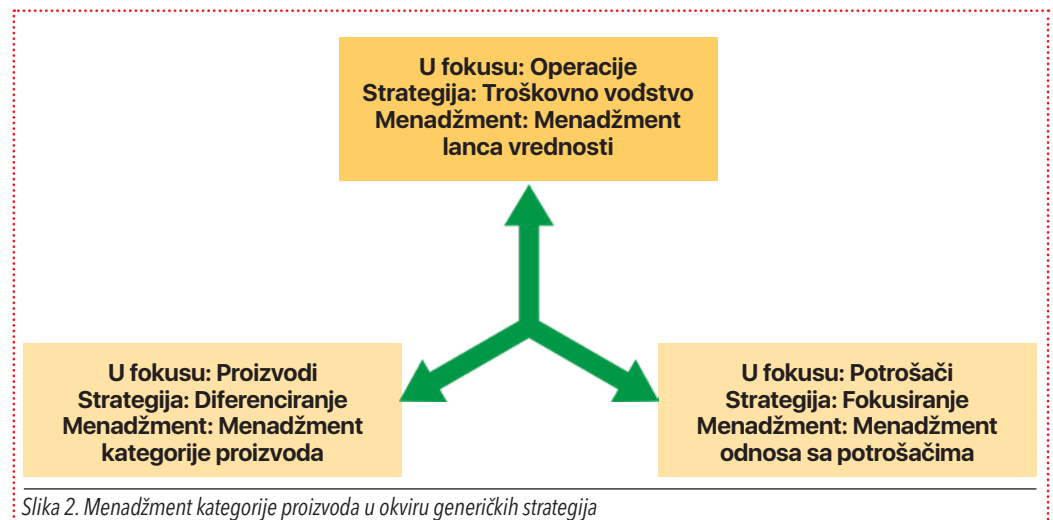 U fokusu: Operacije
Strategija: Troškovno vođstvo
Menadžment: Menadžment
lanca vrednosti
U fokusu: Proizvodi
Strategija: Diferenciranje
Menadžment: Menadžment
kategorije proizvoda
U fokusu: Potrošači
Strategija: Fokusiranje
Menadžment: Menadžment
odnosa sa potrošačima
Slika 2. Menadžment kategorije proizvoda u okviru generičkih strategija